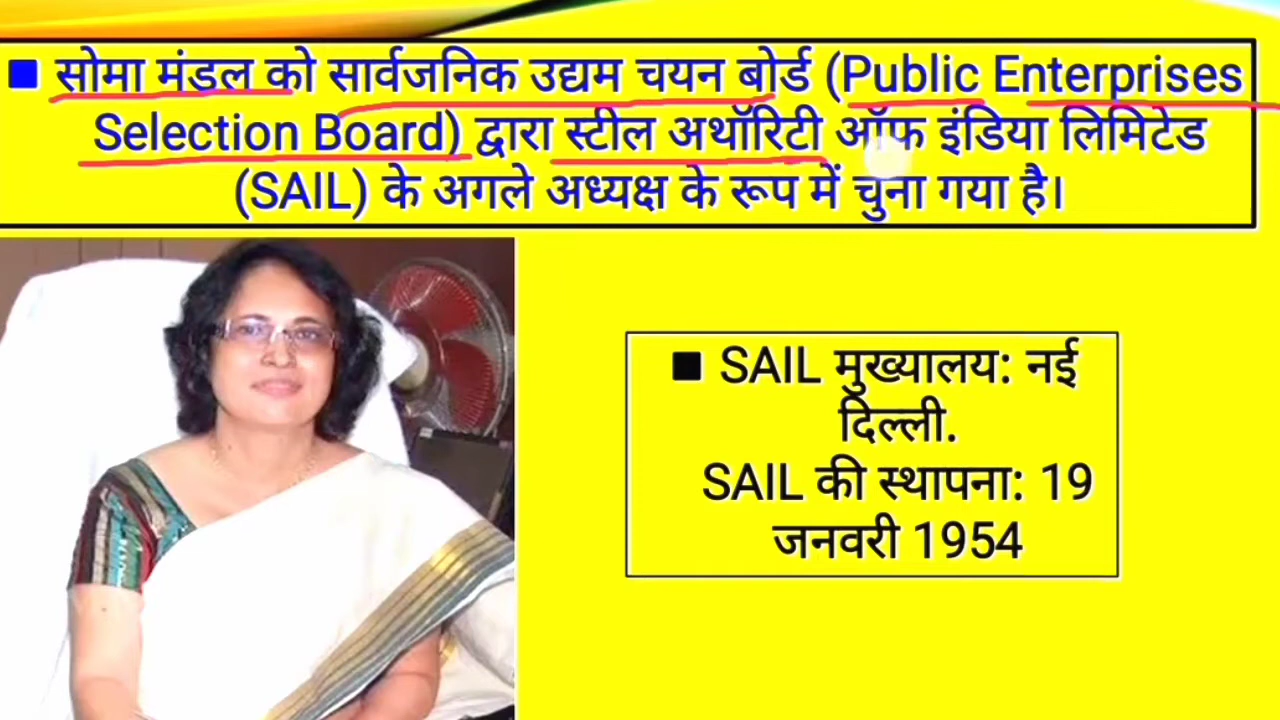 ■ सोमा मंडल को सार्वजनिक उद्यम चयन बोर्ड (Public Enterprises
Selection Board) द्वारा स्टील अथॉरिटी ऑफ इंडिया लिमिटेड
(SAIL) के अगले अध्यक्ष के रूप में चुना गया है।
■ SAIL मुख्यालय: नई
दिल्ली.
SAIL की स्थापना: 19
जनवरी 1954